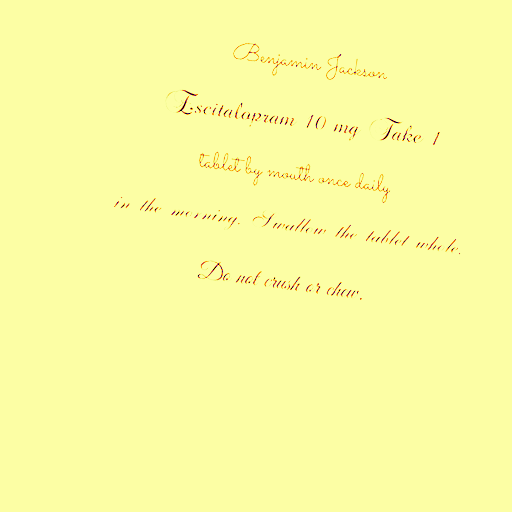 Benjamin Jackson
Escitalopram 10 mg Take 1
tablet by mouth once daily
in the morning. Swallow the tablet whole.
Do not crush or chew.